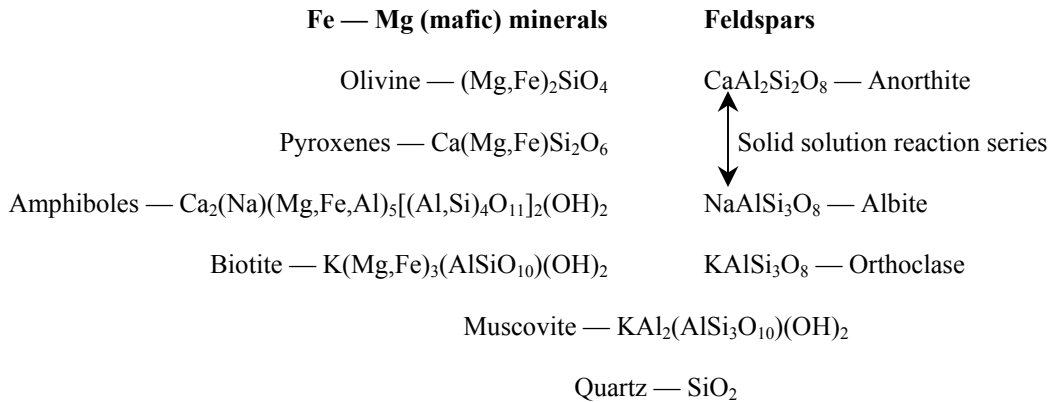 Fe — Mg (mafic) minerals Feldspars
Olivine — (Mg,Fe)₂SiO₄ CaAl₂Si₂O₈ — Anorthite
Pyroxenes — Ca(Mg,Fe)Si₂O₆ Solid solution reaction series
Amphiboles — Ca₂(Na)(Mg,Fe,Al)₅[(Al,Si)₄O₁₁]₂(OH)₂ NaAlSi₃O₈ — Albite
Biotite — K(Mg,Fe)₃(AlSiO₁₀)(OH)₂ KAlSi₃O₈ — Orthoclase
Muscovite — KAl₂(AlSi₃O₁₀)(OH)₂
Quartz — SiO₂